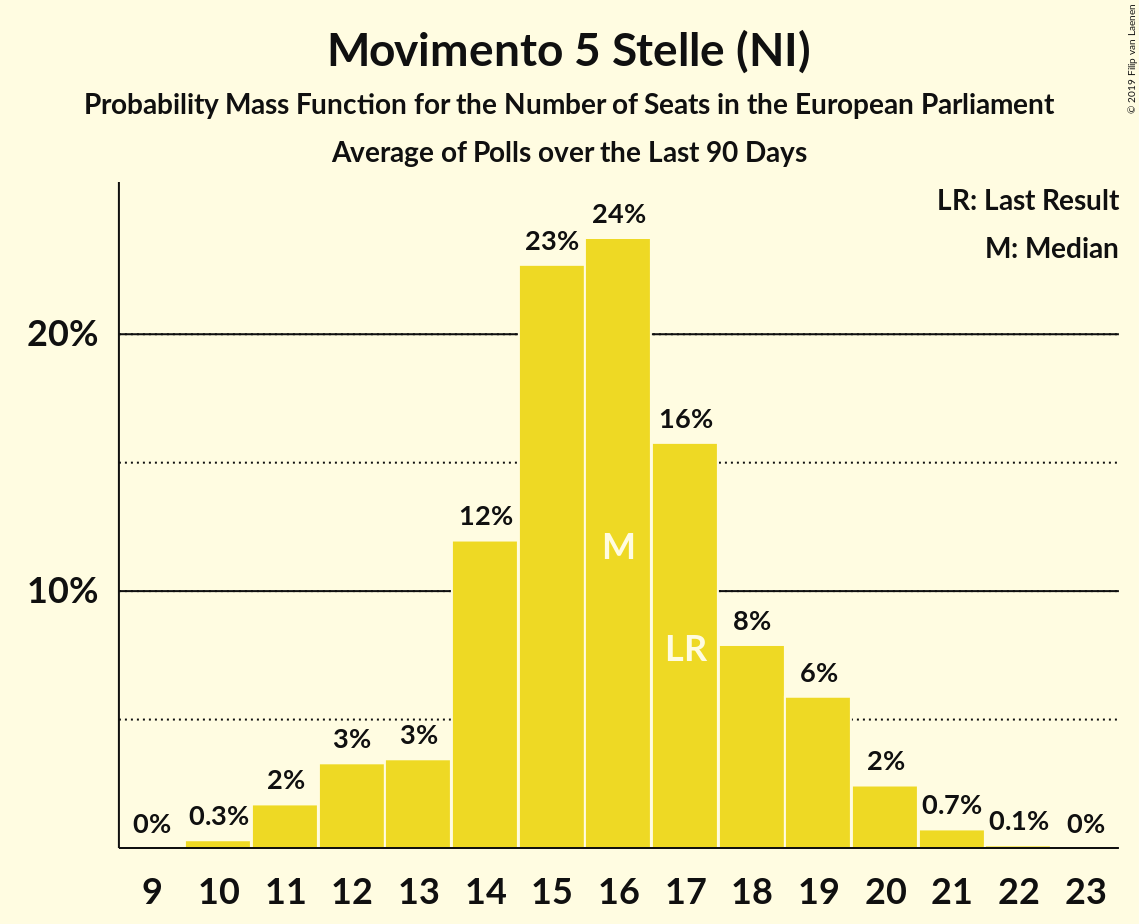 Movimento 5 Stelle (NI)
Probability Mass Function for the Number of Seats in the European Parliament
Average of Polls over the Last 90 Days
© 2019 Filip van Laenen
LR: Last Result
M: Median
20%
10%
0%
0.3%
2%
3%
3%
12%
23%
24%
16%
8%
6%
2%
0.7%
0.1%
0%
M
LR
9 10 11 12 13 14 15 16 17 18 19 20 21 22 23